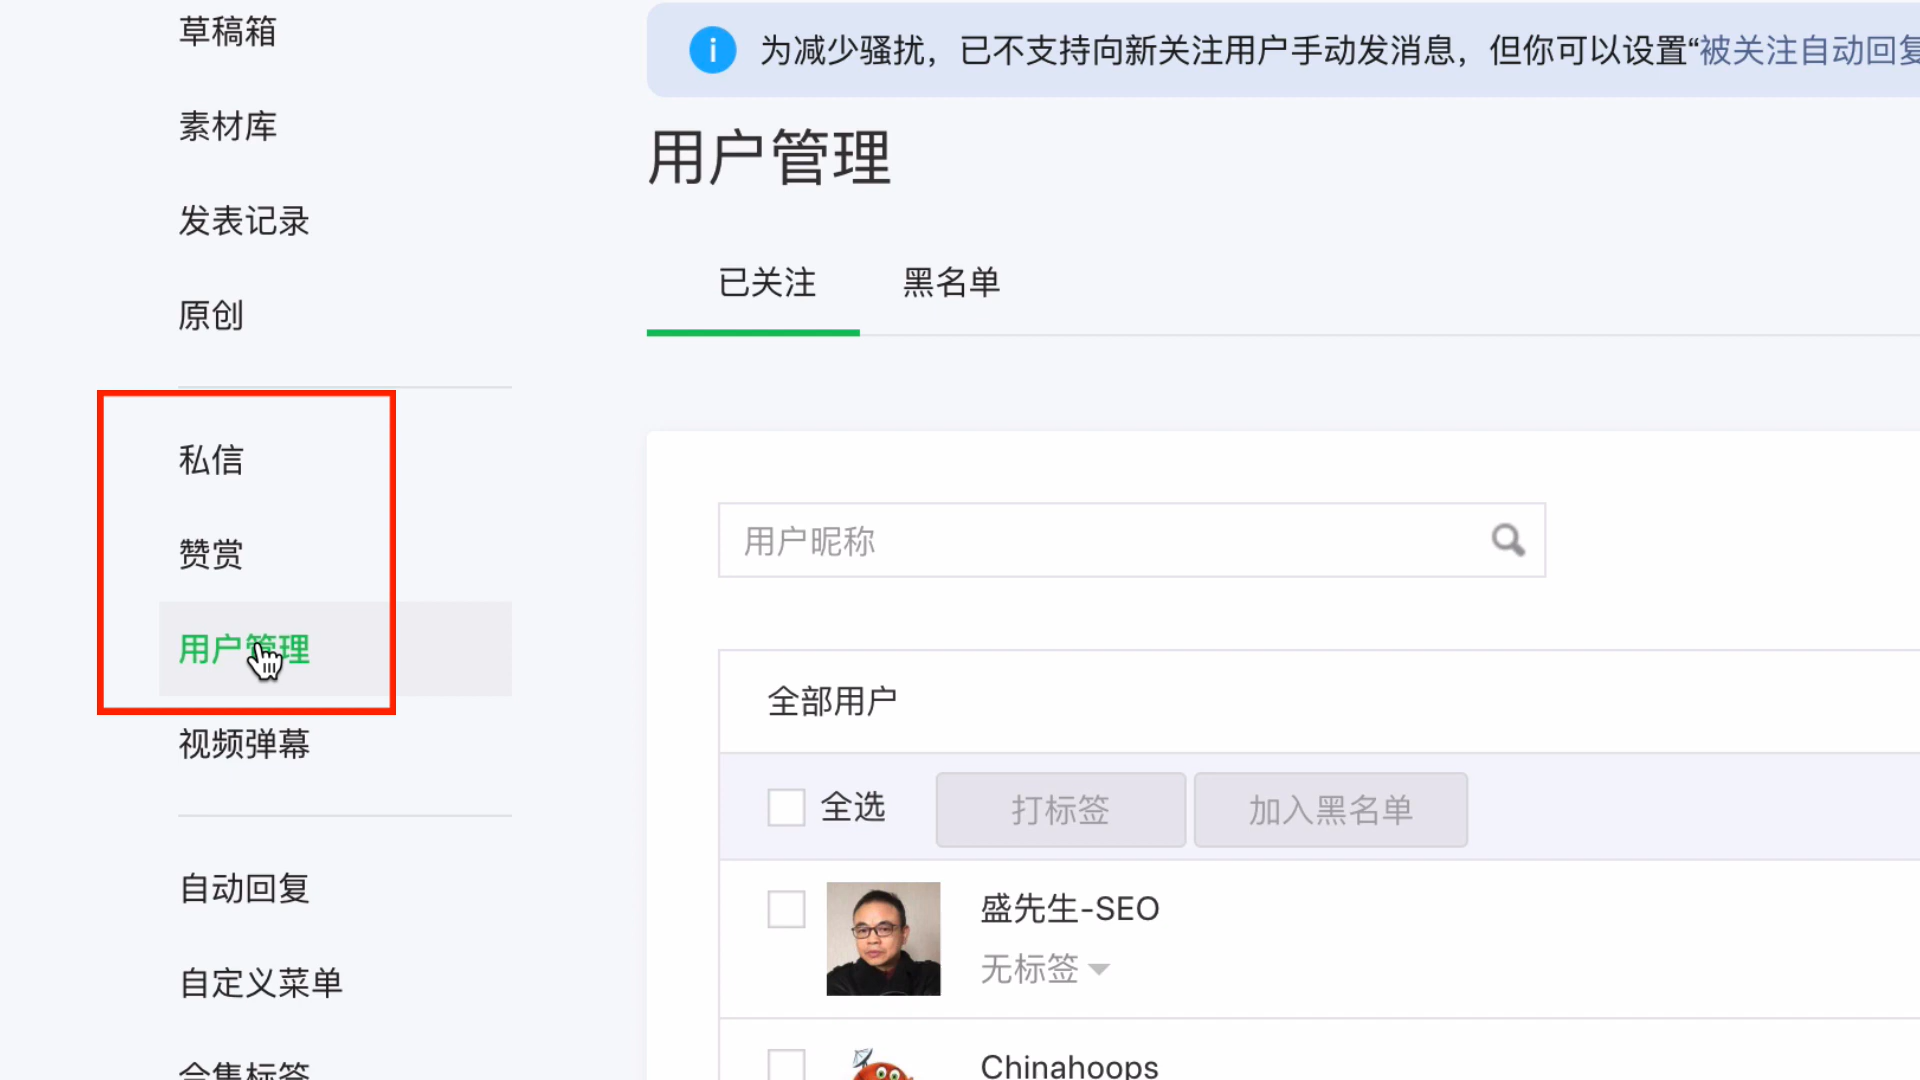 草稿箱
素材库
发表记录
原创
私信
赞赏
用户管理
视频弹幕
自动回复
自定义菜单
合集标签
为减少骚扰，已不支持向新关注用户手动发消息，但你可以设置“被关注自动回复
用户管理
已关注
黑名单
用户昵称
全部用户
全选
打标签
加入黑名单
盛先生-SEO
无标签
Chinahoops